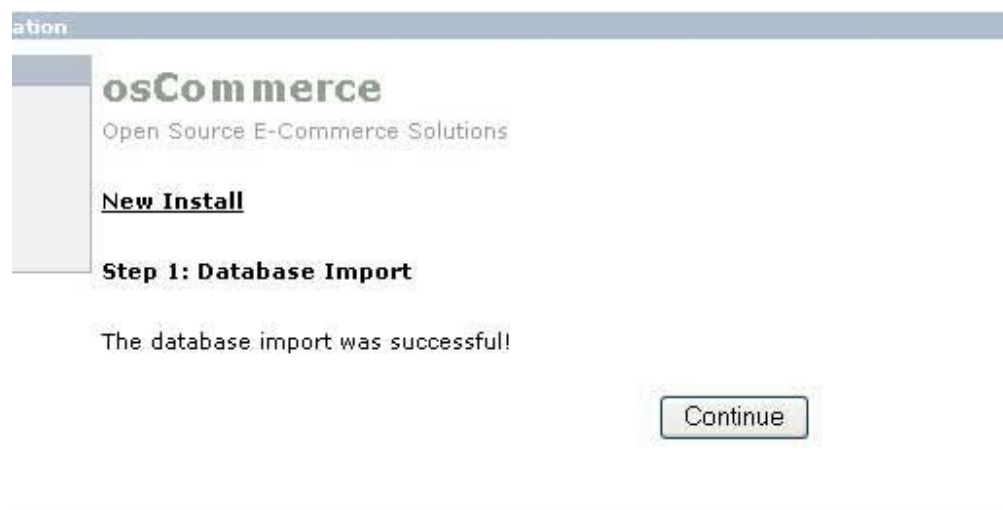 ation
osCommerce
Open Source E-Commerce Solutions
New Install
Step 1: Database Import
The database import was successful!
Continue